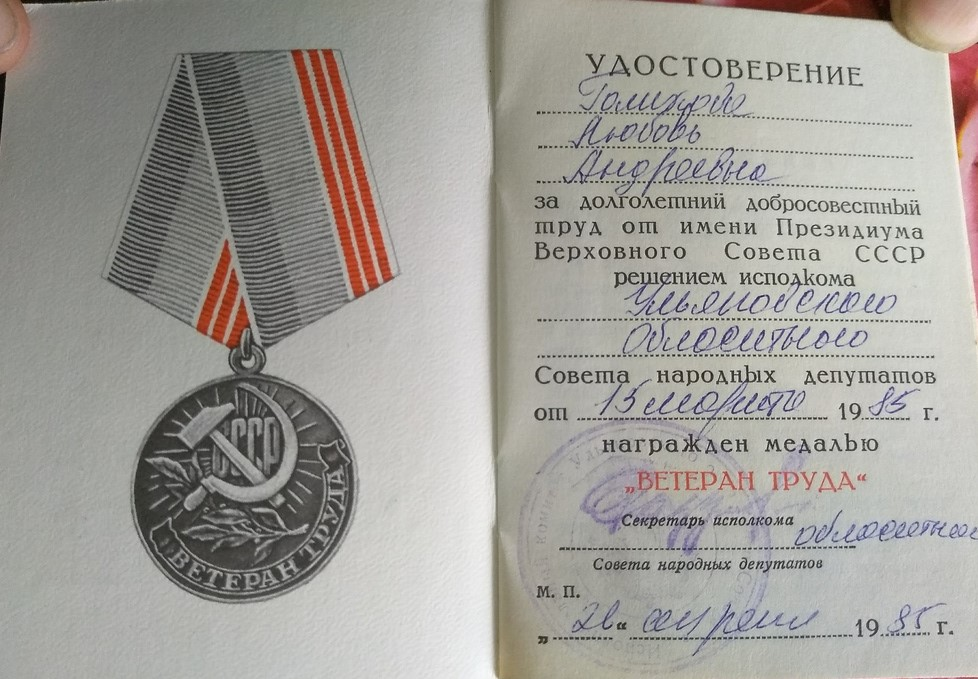 СССР
ВЕТЕРАН ТРУДА
УДОСТОВЕРЕНИЕ
Любовь
Андреевна
за долголетний добросовестный
труд от имени Президиума
Верховного Совета СССР
решением исполкома
Ульяновского
Областного
Совета народных депутатов
от 15 марта 1985 г.
награжден медалью
„ВЕТЕРАН ТРУДА“
Секретарь исполкома
областного
Совета народных депутатов
М. П.
апреля 1985 г.